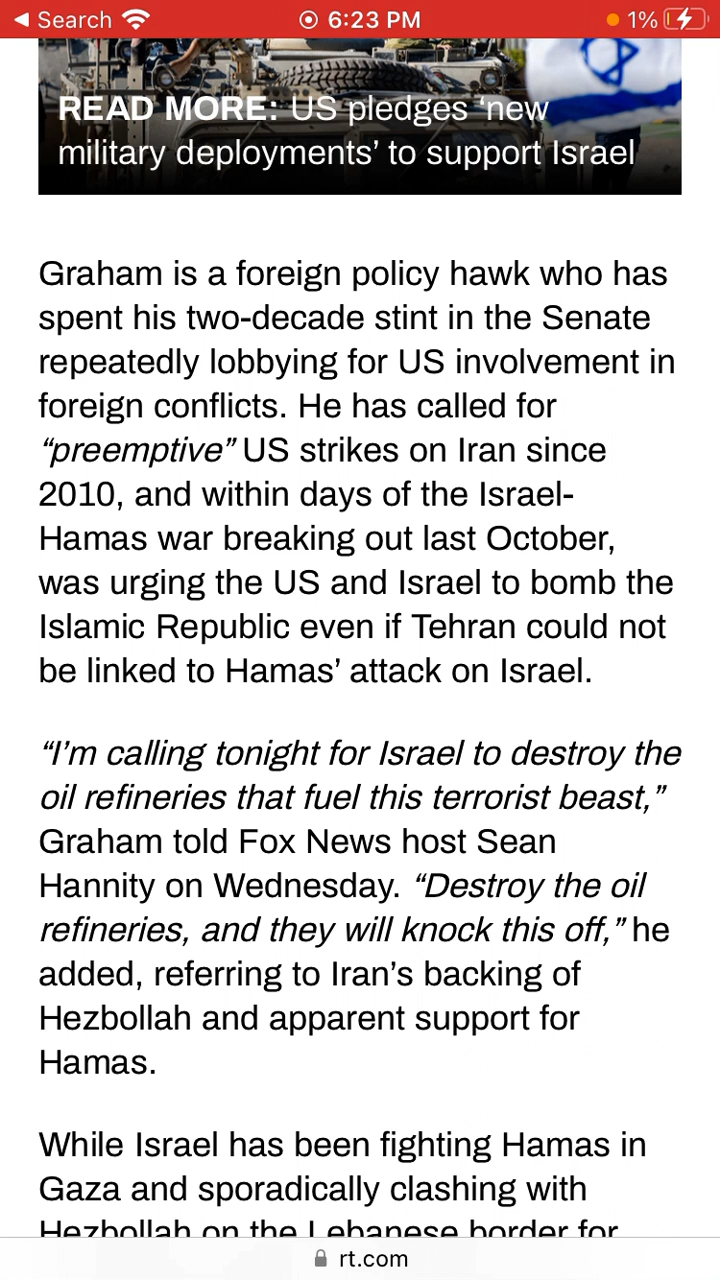 Search 6:23 PM 1%
READ MORE: US pledges ‘new
military deployments’ to support Israel
Graham is a foreign policy hawk who has
spent his two-decade stint in the Senate
repeatedly lobbying for US involvement in
foreign conflicts. He has called for
“preemptive” US strikes on Iran since
2010, and within days of the Israel-
Hamas war breaking out last October,
was urging the US and Israel to bomb the
Islamic Republic even if Tehran could not
be linked to Hamas’ attack on Israel.
“I’m calling tonight for Israel to destroy the
oil refineries that fuel this terrorist beast,”
Graham told Fox News host Sean
Hannity on Wednesday. “Destroy the oil
refineries, and they will knock this off,” he
added, referring to Iran’s backing of
Hezbollah and apparent support for
Hamas.
While Israel has been fighting Hamas in
Gaza and sporadically clashing with
Hezbollah on the Lebanese border for
rt.com